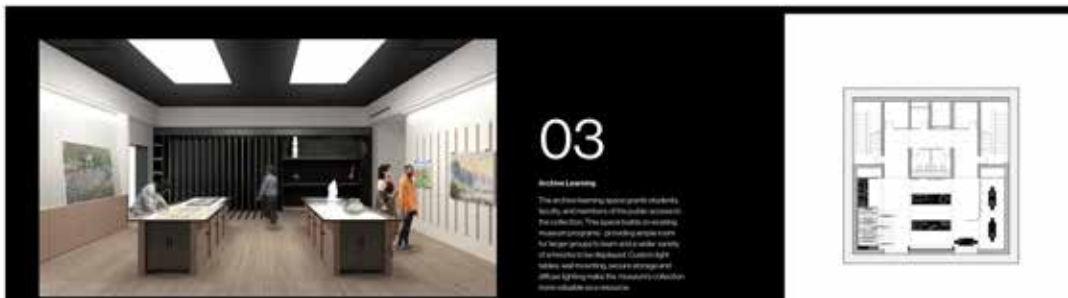 03
Archive Learning
The archive learning space grants students,
faculty, and members of the public access to
the collection. This space builds on existing
museum programs - providing ample room
for larger groups to learn and a wider variety
of artworks to be displayed. Custom light
tables, wall mounting, secure storage and
diffuse lighting make the museum's collection
more valuable as a resource.